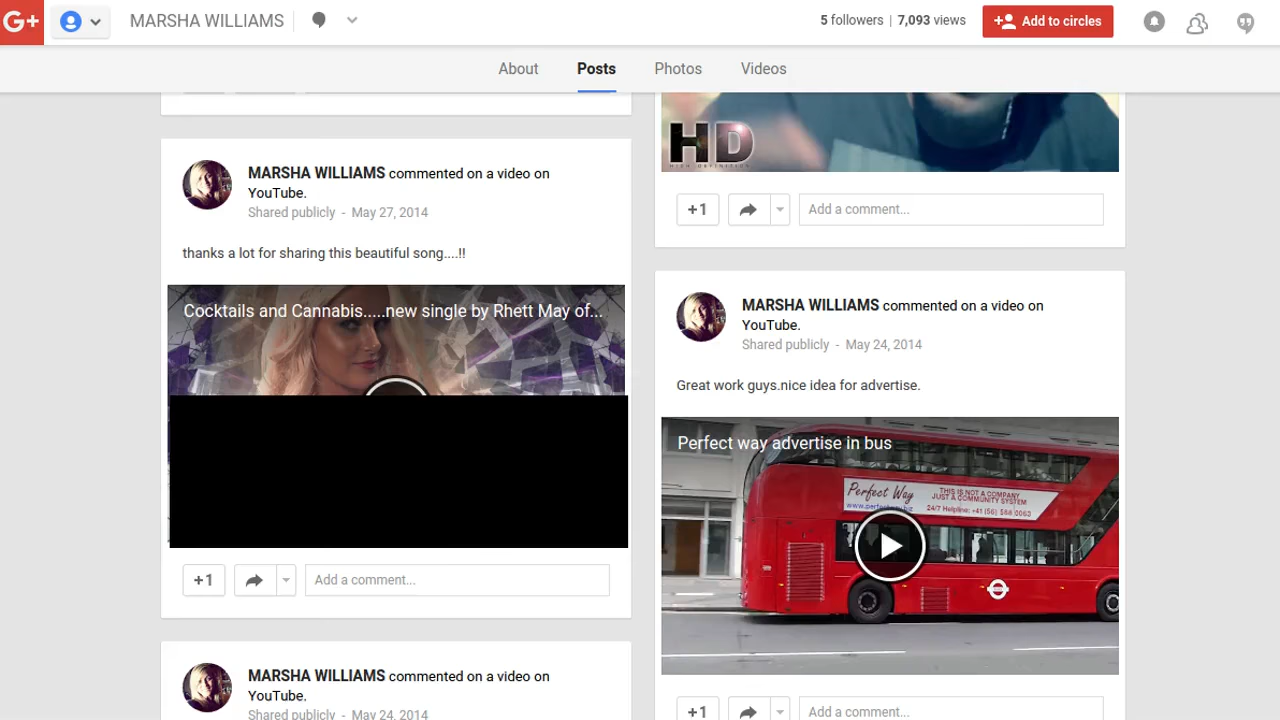 G+
MARSHA WILLIAMS
5 followers | 7,093 views
Add to circles
About
Posts
Photos
Videos
MARSHA WILLIAMS commented on a video on
YouTube.
Shared publicly - May 27, 2014
thanks a lot for sharing this beautiful song....!!
Cocktails and Cannabis.....new single by Rhett May of...
+1
Add a comment...
MARSHA WILLIAMS commented on a video on
YouTube.
Shared publicly - May 24, 2014
HD
HIGH DEFINITION
+1
Add a comment...
MARSHA WILLIAMS commented on a video on
YouTube.
Shared publicly - May 24, 2014
Great work guys.nice idea for advertise.
Perfect way advertise in bus
Perfect Way
www.perfectway.biz
THIS IS NOT A COMPANY
JUST A COMMUNITY SYSTEM
24/7 Helpline: +41 (56)
+1
Add a comment...